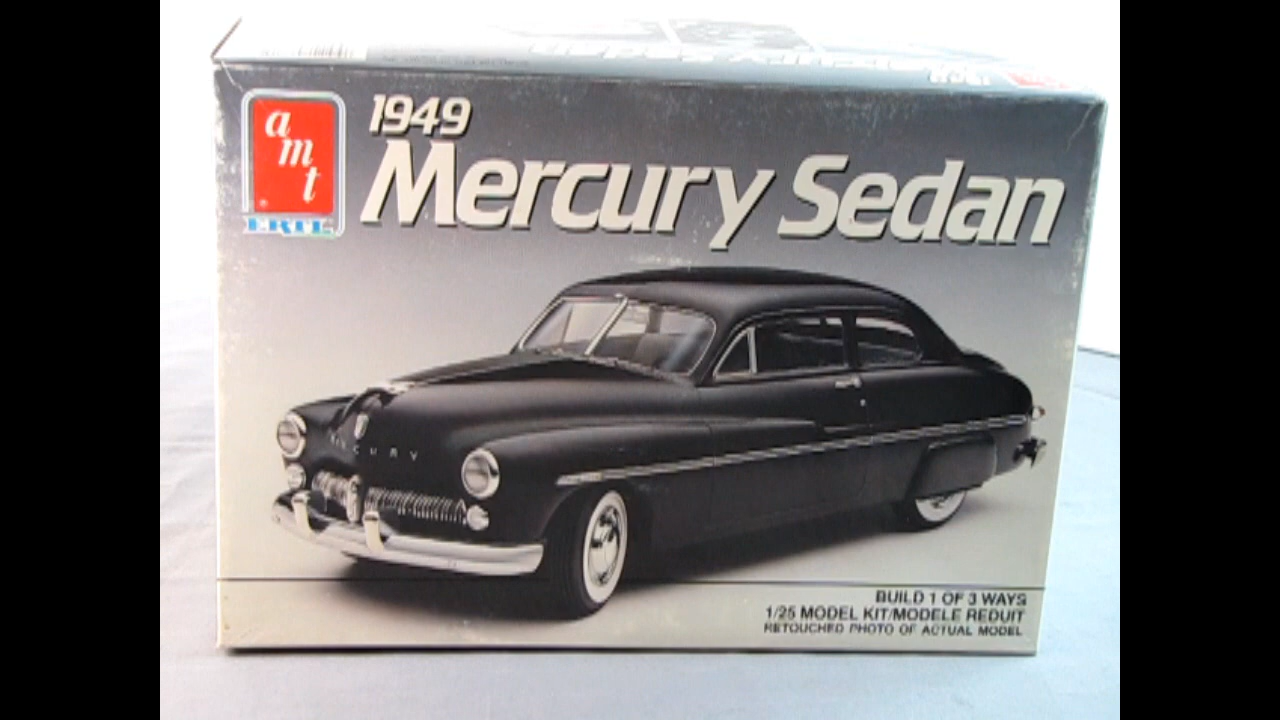 amt
ERTL
1949
Mercury Sedan
MERCURY
BUILD 1 OF 3 WAYS
1/25 MODEL KIT/MODELE REDUIT
RETOUCHED PHOTO OF ACTUAL MODEL